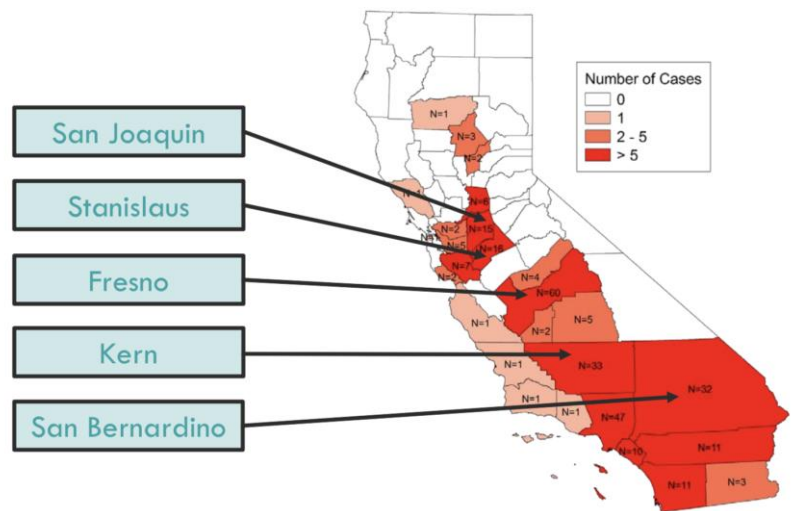 Number of Cases
0
1
2 - 5
> 5
San Joaquin
Stanislaus
Fresno
Kern
San Bernardino
N=1
N=3
N=2
N=6
N=2
N=15
N=5
N=16
N=7
N=2
N=4
N=60
N=1
N=2
N=5
N=1
N=33
N=32
N=1
N=1
N=47
N=10
N=11
N=11
N=3